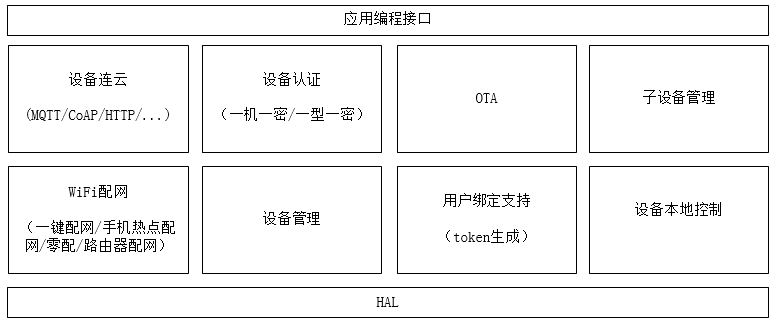 应用编程接口
设备连云
(MQTT/CoAP/HTTP/...)
设备认证
（一机一密/一型一密）
OTA
子设备管理
WiFi配网
（一键配网/手机热点配
网/零配/路由器配网）
设备管理
用户绑定支持
（token生成）
设备本地控制
HAL